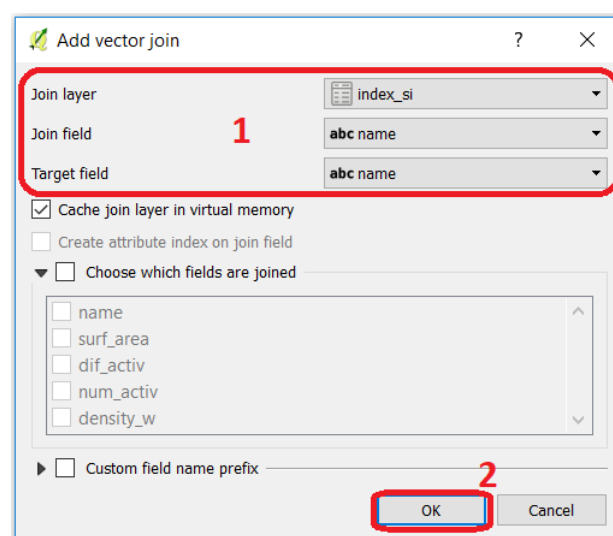 Add vector join ?
Join layer index_si
Join field 1 abc name
Target field abc name
Cache join layer in virtual memory
Create attribute index on join field
Choose which fields are joined
name
surf_area
dif_activ
num_activ
density_w
Custom field name prefix
2
OK Cancel